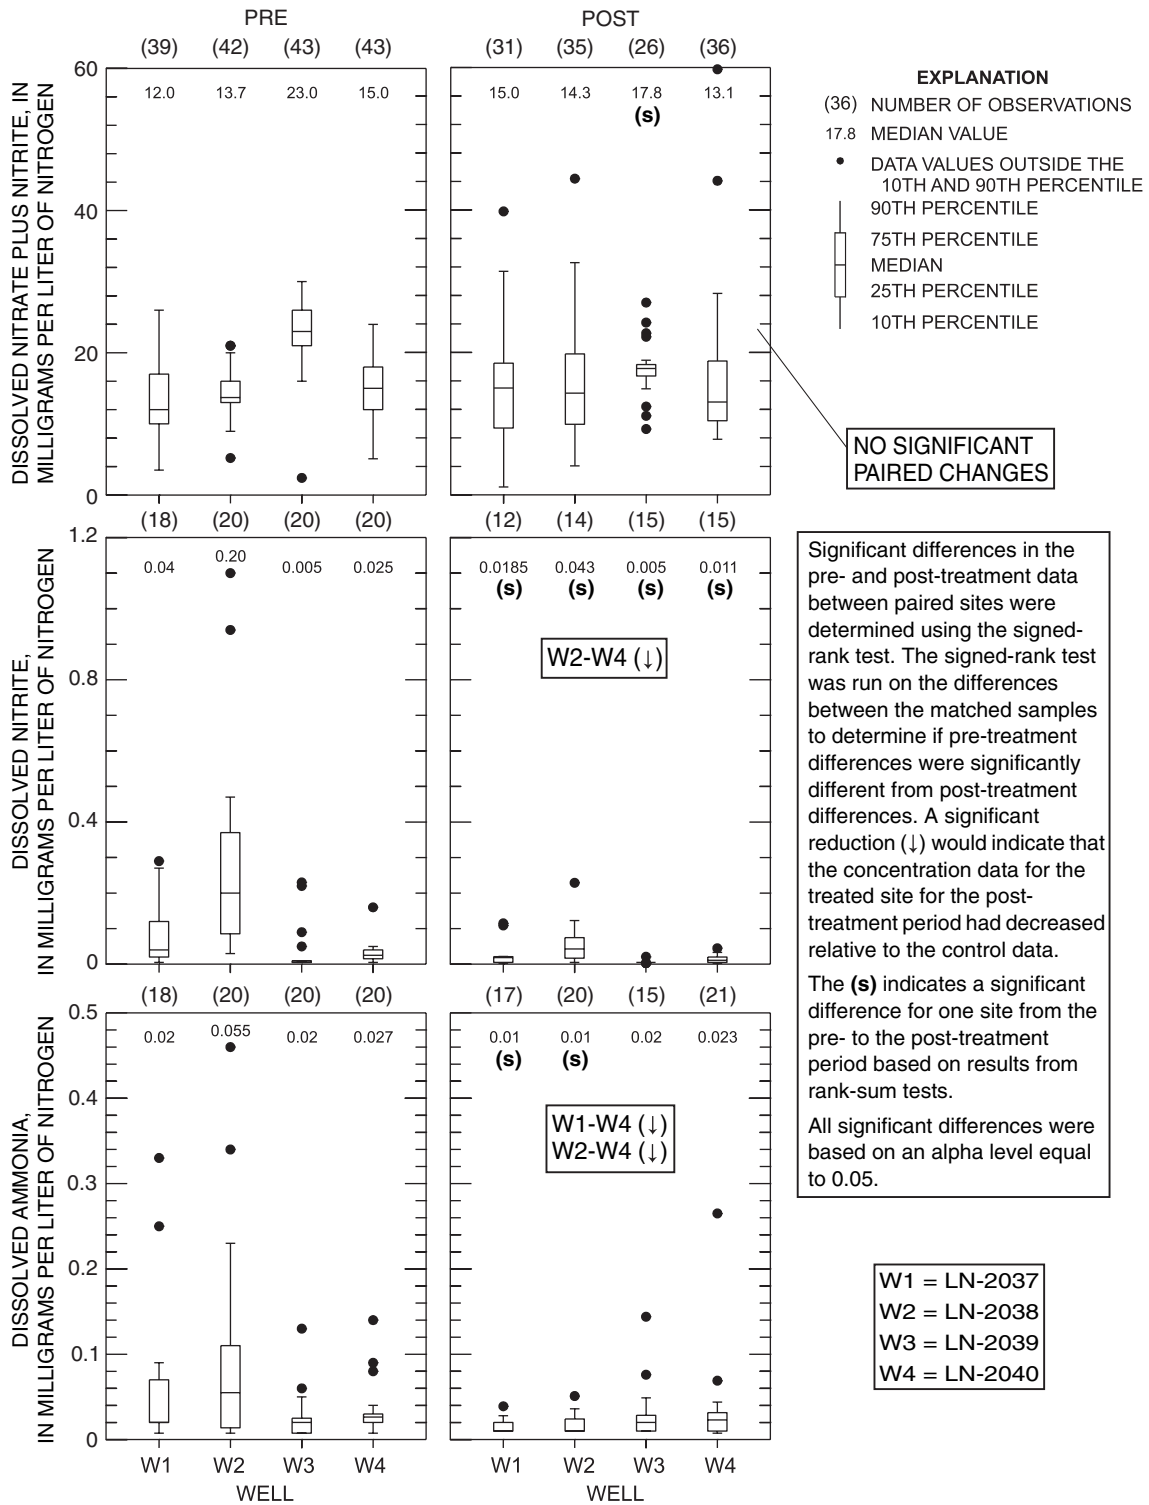 PRE
POST
(39) (42) (43) (43)
(31) (35) (26) (36)
DISSOLVED NITRATE PLUS NITRITE, IN
MILLIGRAMS PER LITER OF NITROGEN
60
40
20
0
12.0 13.7 23.0 15.0
15.0 14.3 17.8 13.1
(s)
EXPLANATION
(36) NUMBER OF OBSERVATIONS
17.8 MEDIAN VALUE
DATA VALUES OUTSIDE THE
10TH AND 90TH PERCENTILE
90TH PERCENTILE
75TH PERCENTILE
MEDIAN
25TH PERCENTILE
10TH PERCENTILE
NO SIGNIFICANT
PAIRED CHANGES
(18) (20) (20) (20)
(12) (14) (15) (15)
DISSOLVED NITRITE,
IN MILLIGRAMS PER LITER OF NITROGEN
1.2
0.8
0.4
0
0.04 0.20 0.005 0.025
0.0185 0.043 0.005 0.011
(s) (s) (s) (s)
W2-W4 (↓)
Significant differences in the
pre- and post-treatment data
between paired sites were
determined using the signed-
rank test. The signed-rank test
was run on the differences
between the matched samples
to determine if pre-treatment
differences were significantly
different from post-treatment
differences. A significant
reduction (↓) would indicate that
the concentration data for the
treated site for the post-
treatment period had decreased
relative to the control data.
The (s) indicates a significant
difference for one site from the
pre- to the post-treatment
period based on results from
rank-sum tests.
All significant differences were
based on an alpha level equal
to 0.05.
(18) (20) (20) (20)
(17) (20) (15) (21)
DISSOLVED AMMONIA,
IN MILLIGRAMS PER LITER OF NITROGEN
0.5
0.4
0.3
0.2
0.1
0
0.02 0.055 0.02 0.027
0.01 0.01 0.02 0.023
(s) (s)
W1-W4 (↓)
W2-W4 (↓)
W1 = LN-2037
W2 = LN-2038
W3 = LN-2039
W4 = LN-2040
W1 W2 W3 W4
WELL
W1 W2 W3 W4
WELL